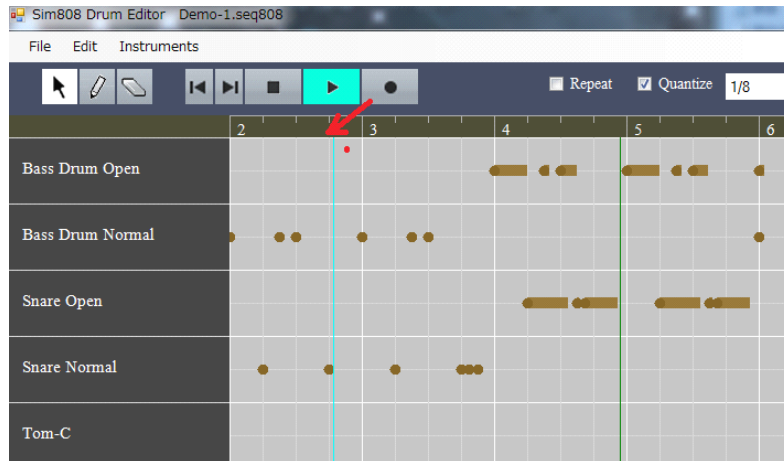 Sim808 Drum Editor Demo-1.seq808
File Edit Instruments
Repeat Quantize 1/8
2 3 4 5 6
Bass Drum Open
Bass Drum Normal
Snare Open
Snare Normal
Tom-C